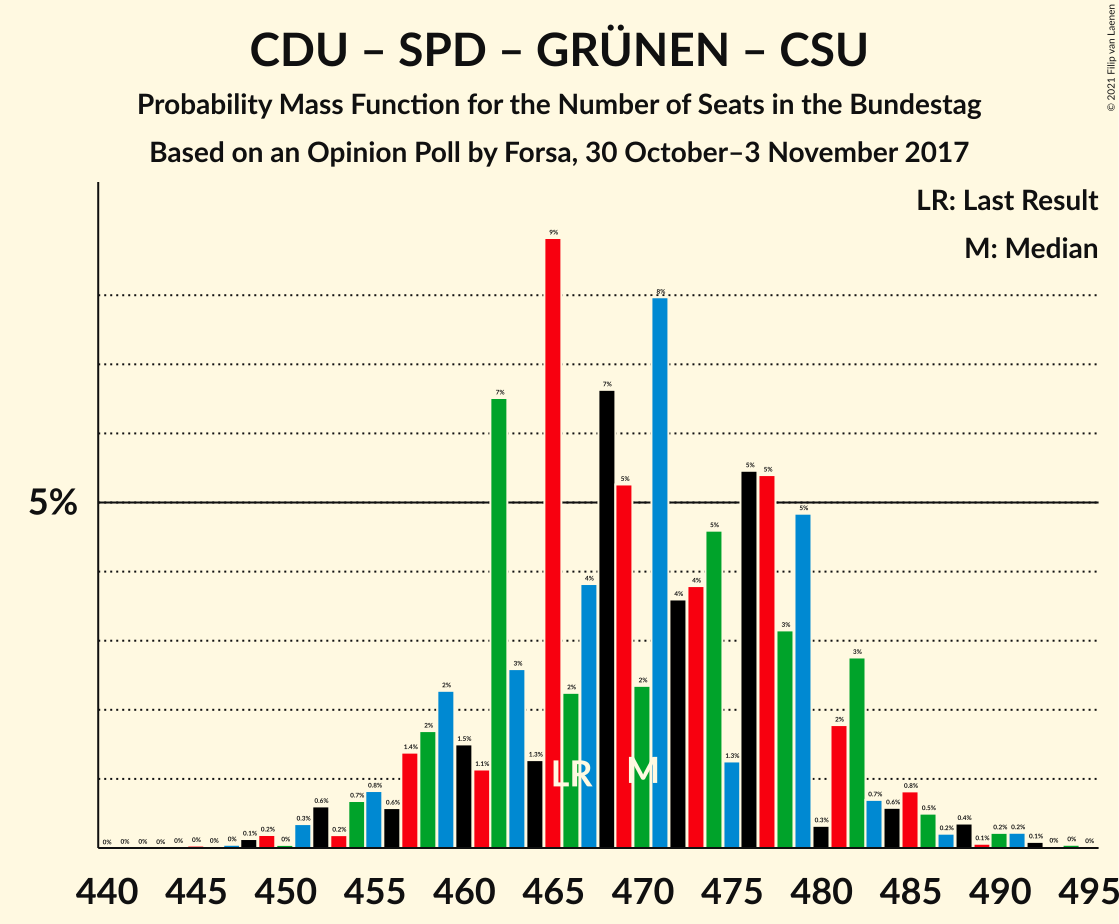 CDU – SPD – GRÜNEN – CSU
Probability Mass Function for the Number of Seats in the Bundestag
Based on an Opinion Poll by Forsa, 30 October–3 November 2017
© 2021 Filip van Laenen
LR: Last Result
M: Median
5%
0% 0% 0% 0% 0% 0% 0% 0% 0.1% 0.2% 0% 0.3% 0.6% 0.2% 0.7% 0.8% 0.6% 1.4% 2% 2% 1.5% 1.1% 7% 3% 1.3% 9% 2% 4% 7% 5% 2% 8% 4% 4% 5% 1.3% 5% 5% 3% 5% 0.3% 2% 3% 0.7% 0.6% 0.8% 0.5% 0.2% 0.4% 0.1% 0.2% 0.2% 0.1% 0% 0% 0%
LR M
440 445 450 455 460 465 470 475 480 485 490 495